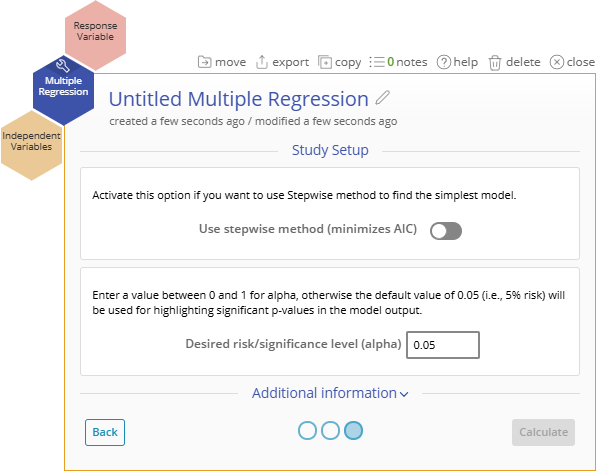 Response
Variable
Multiple
Regression
Independent
Variables
move export copy 0 notes help delete close
Untitled Multiple Regression
created a few seconds ago / modified a few seconds ago
Study Setup
Activate this option if you want to use Stepwise method to find the simplest model.
Use stepwise method (minimizes AIC)
Enter a value between 0 and 1 for alpha, otherwise the default value of 0.05 (i.e., 5% risk) will
be used for highlighting significant p-values in the model output.
Desired risk/significance level (alpha) 0.05
Additional information
Back Calculate